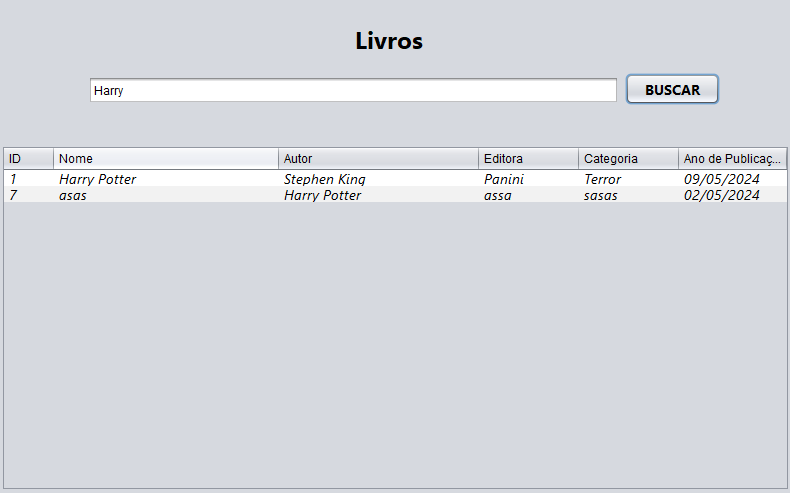 Livros
Harry BUSCAR
ID Nome Autor Editora Categoria Ano de Publicaç...
1 Harry Potter Stephen King Panini Terror 09/05/2024
7 asas Harry Potter assa sasas 02/05/2024